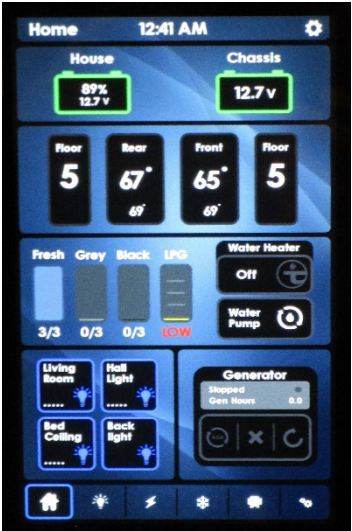 Home 12:41 AM
House Chassis
89%
12.7 V
12.7 v
Floor Rear Front Floor
5 67° 65° 5
69° 69°
Fresh Grey Black LPG
3/3 0/3 0/3 LOW
Water Heater
Off
Water
Pump
Living
Room
Hall
Light
Bed
Ceiling
Back
light
Generator
Stopped
Gen Hours 0.0